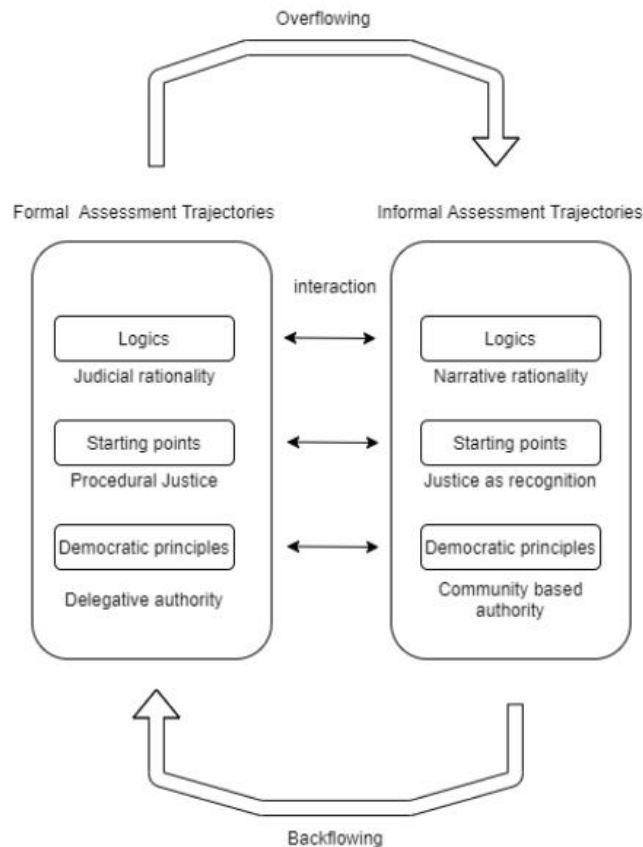 Overflowing
Formal Assessment Trajectories
Informal Assessment Trajectories
interaction
Logics
Logics
Judicial rationality
Narrative rationality
Starting points
Starting points
Procedural Justice
Justice as recognition
Democratic principles
Democratic principles
Delegative authority
Community based
authority
Backflowing